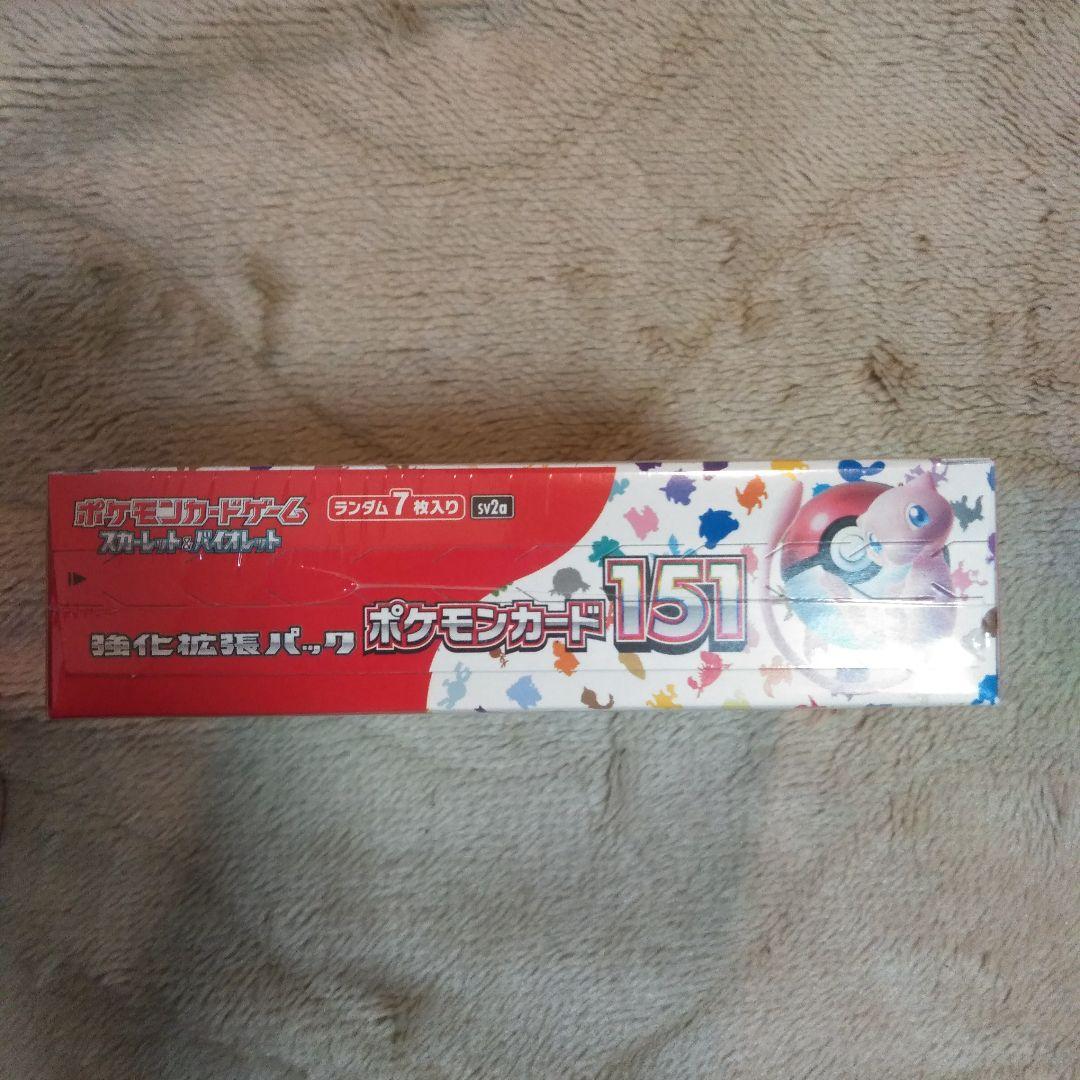 ポケモンカードゲーム
スカーレット&バイオレット
ランダム7枚入り
sv2a
強化拡張パック
ポケモンカード151